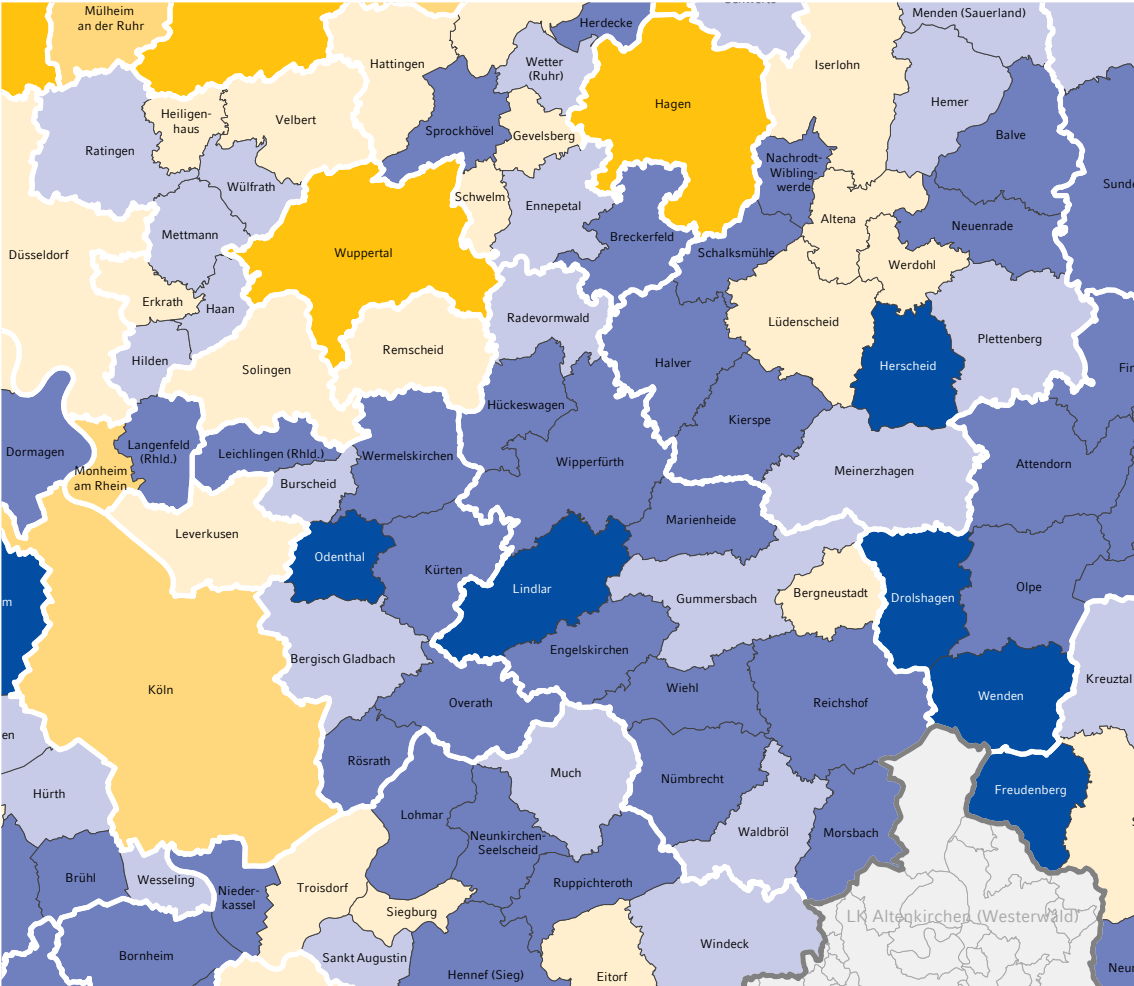 Mülheim
an der Ruhr
Herdecke
Menden (Sauerland)
Hattingen
Wetter
(Ruhr)
Iserlohn
Hagen
Hemer
Heiligen-
haus
Velbert
Sprockhövel
Gevelsberg
Balve
Ratingen
Nachrodt-
Wibling-
werde
Wülfrath
Schwelm
Ennepetal
Altena
Neuenrade
Mettmann
Breckerfeld
Düsseldorf
Wuppertal
Schalksmühle
Werdohl
Erkrath
Haan
Radevormwald
Lüdenscheid
Plettenberg
Hilden
Remscheid
Solingen
Halver
Herscheid
Hückeswagen
Kierspe
Dormagen
Langenfeld
(Rhld.)
Leichlingen (Rhld.)
Wermelskirchen
Wipperfürth
Attendorn
Monheim
am Rhein
Burscheid
Meinerzhagen
Leverkusen
Marienheide
Odenthal
Kürten
Lindlar
Gummersbach
Bergneustadt
Drolshagen
Olpe
m
Engelskirchen
Bergisch Gladbach
Köln
Wiehl
Reichshof
Wenden
Kreuztal
Overath
en
Rösrath
Much
Nümbrecht
Freudenberg
Hürth
Lohmar
Neunkirchen-
Seelscheid
Waldbröl
Morsbach
Brühl
Wesseling
Nieder-
kassel
Troisdorf
Ruppichteroth
Siegburg
LK Altenkirchen (Westerwald)
Windeck
Bornheim
Sankt Augustin
Hennef (Sieg)
Eitorf